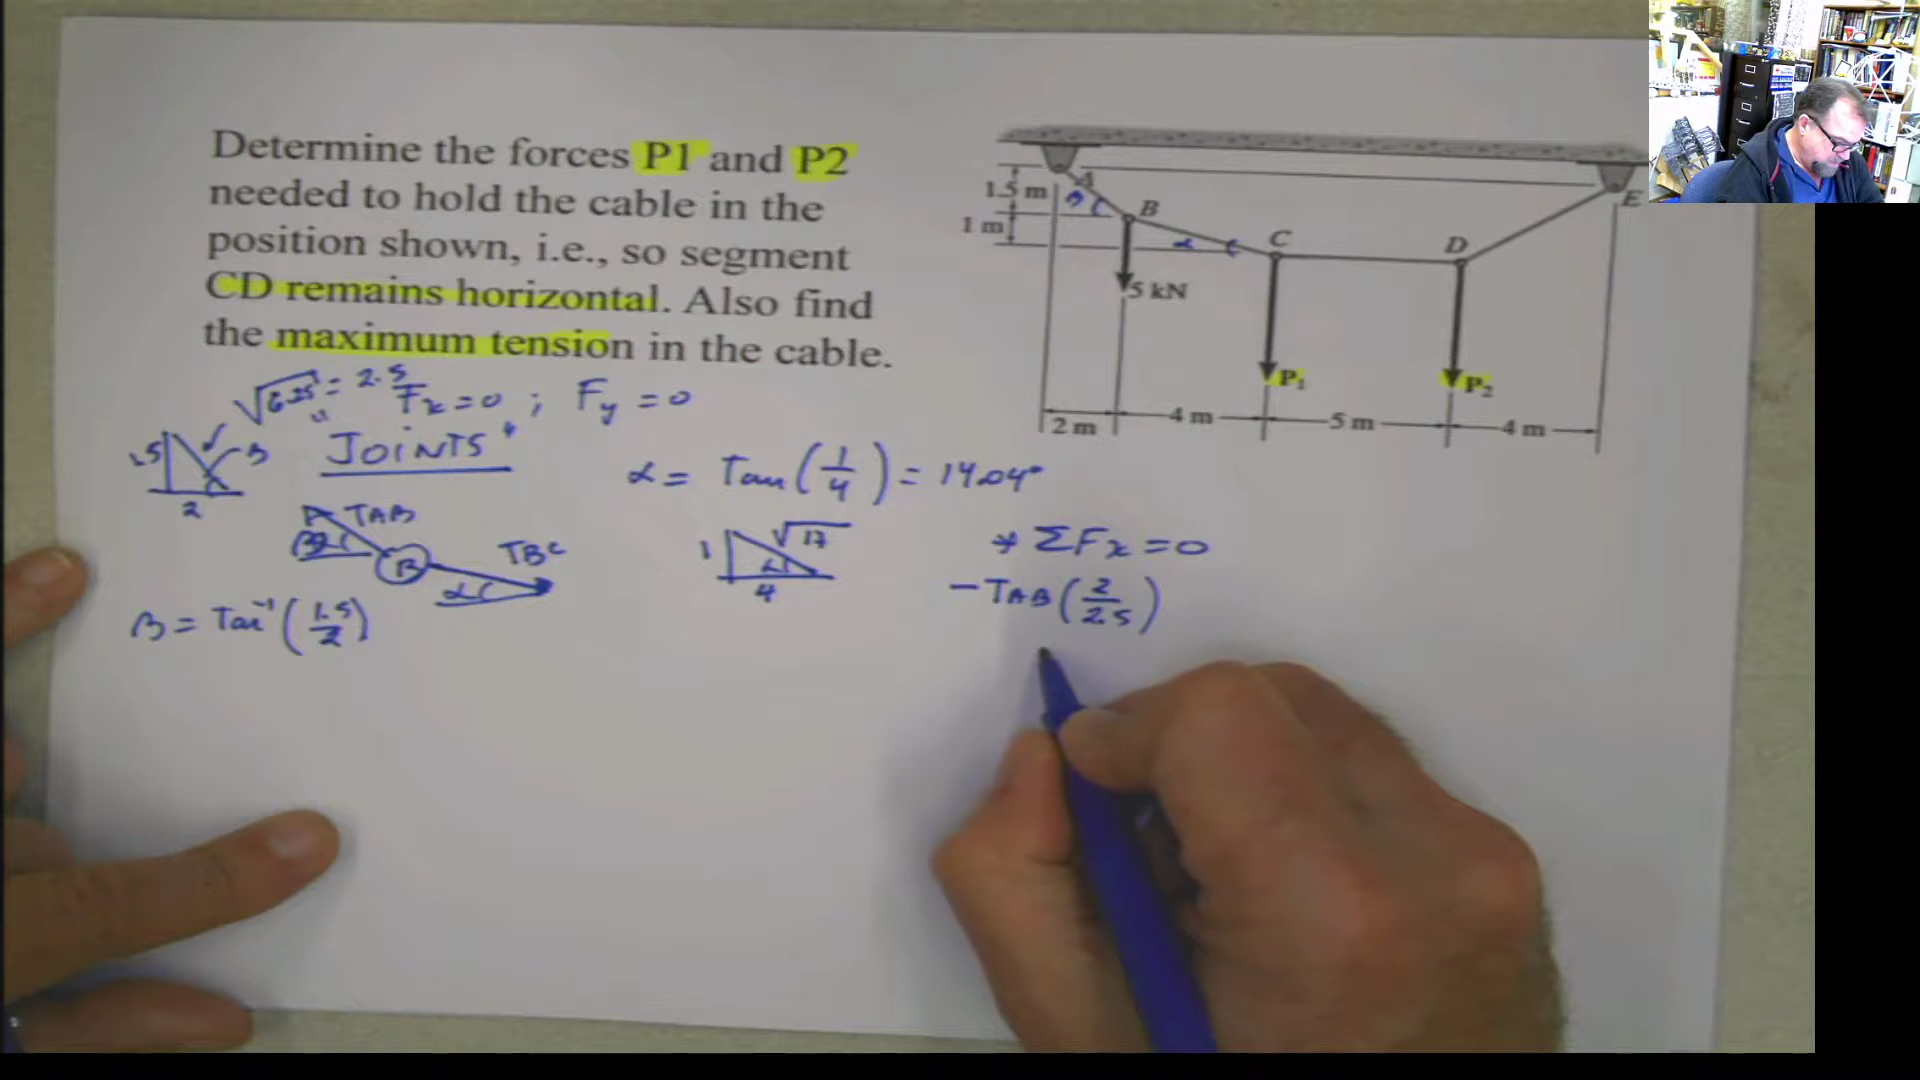 Determine the forces P1 and P2
needed to hold the cable in the
position shown, i.e., so segment
CD remains horizontal. Also find
the maximum tension in the cable.
A
E
1.5 m
B
1 m
α
C
D
5 kN
P₁
P₂
2 m
4 m
5 m
4 m
√6.25 = 2.5
Fx = 0 ; Fy = 0
JOINTS
1.5
β
2
α = Tan(1/4) = 14.04°
TAB
B
TBC
α
1
√17
α
4
* ΣFx = 0
-TAB(2/2.5)
β = Tan⁻¹(1.5/2)